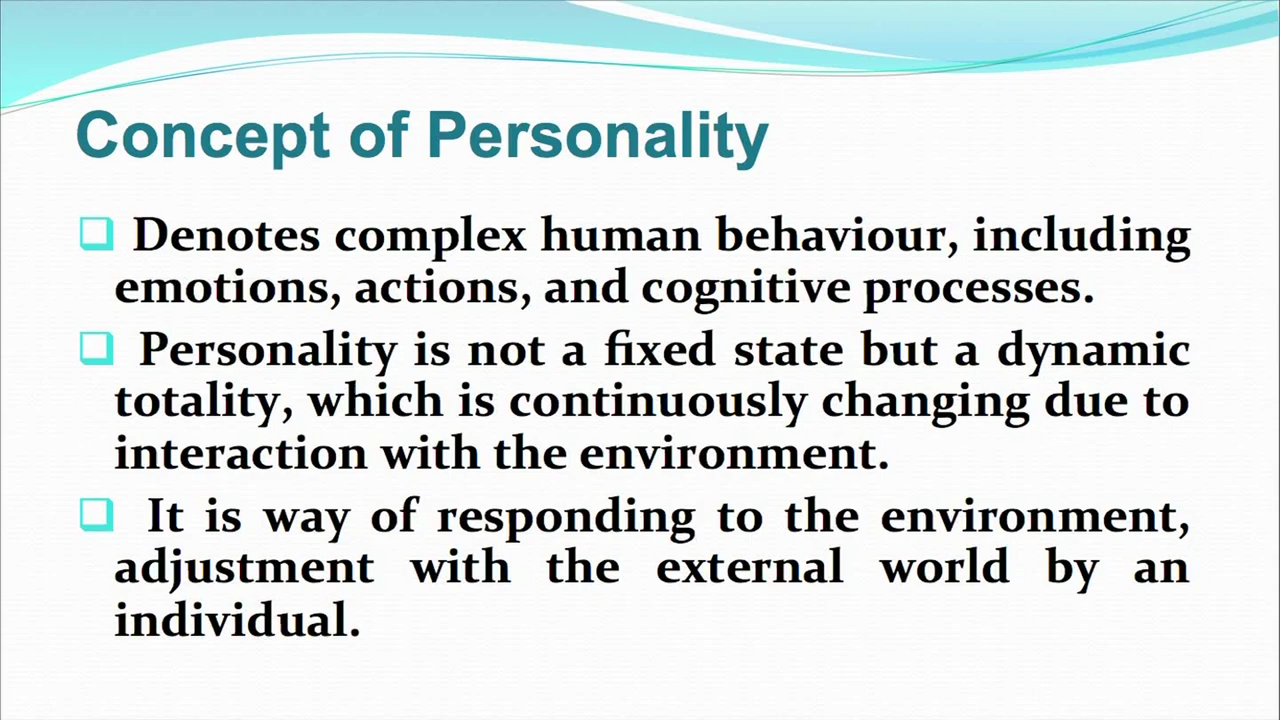 Concept of Personality
Denotes complex human behaviour, including
emotions, actions, and cognitive processes.
Personality is not a fixed state but a dynamic
totality, which is continuously changing due to
interaction with the environment.
It is way of responding to the environment,
adjustment with the external world by an
individual.